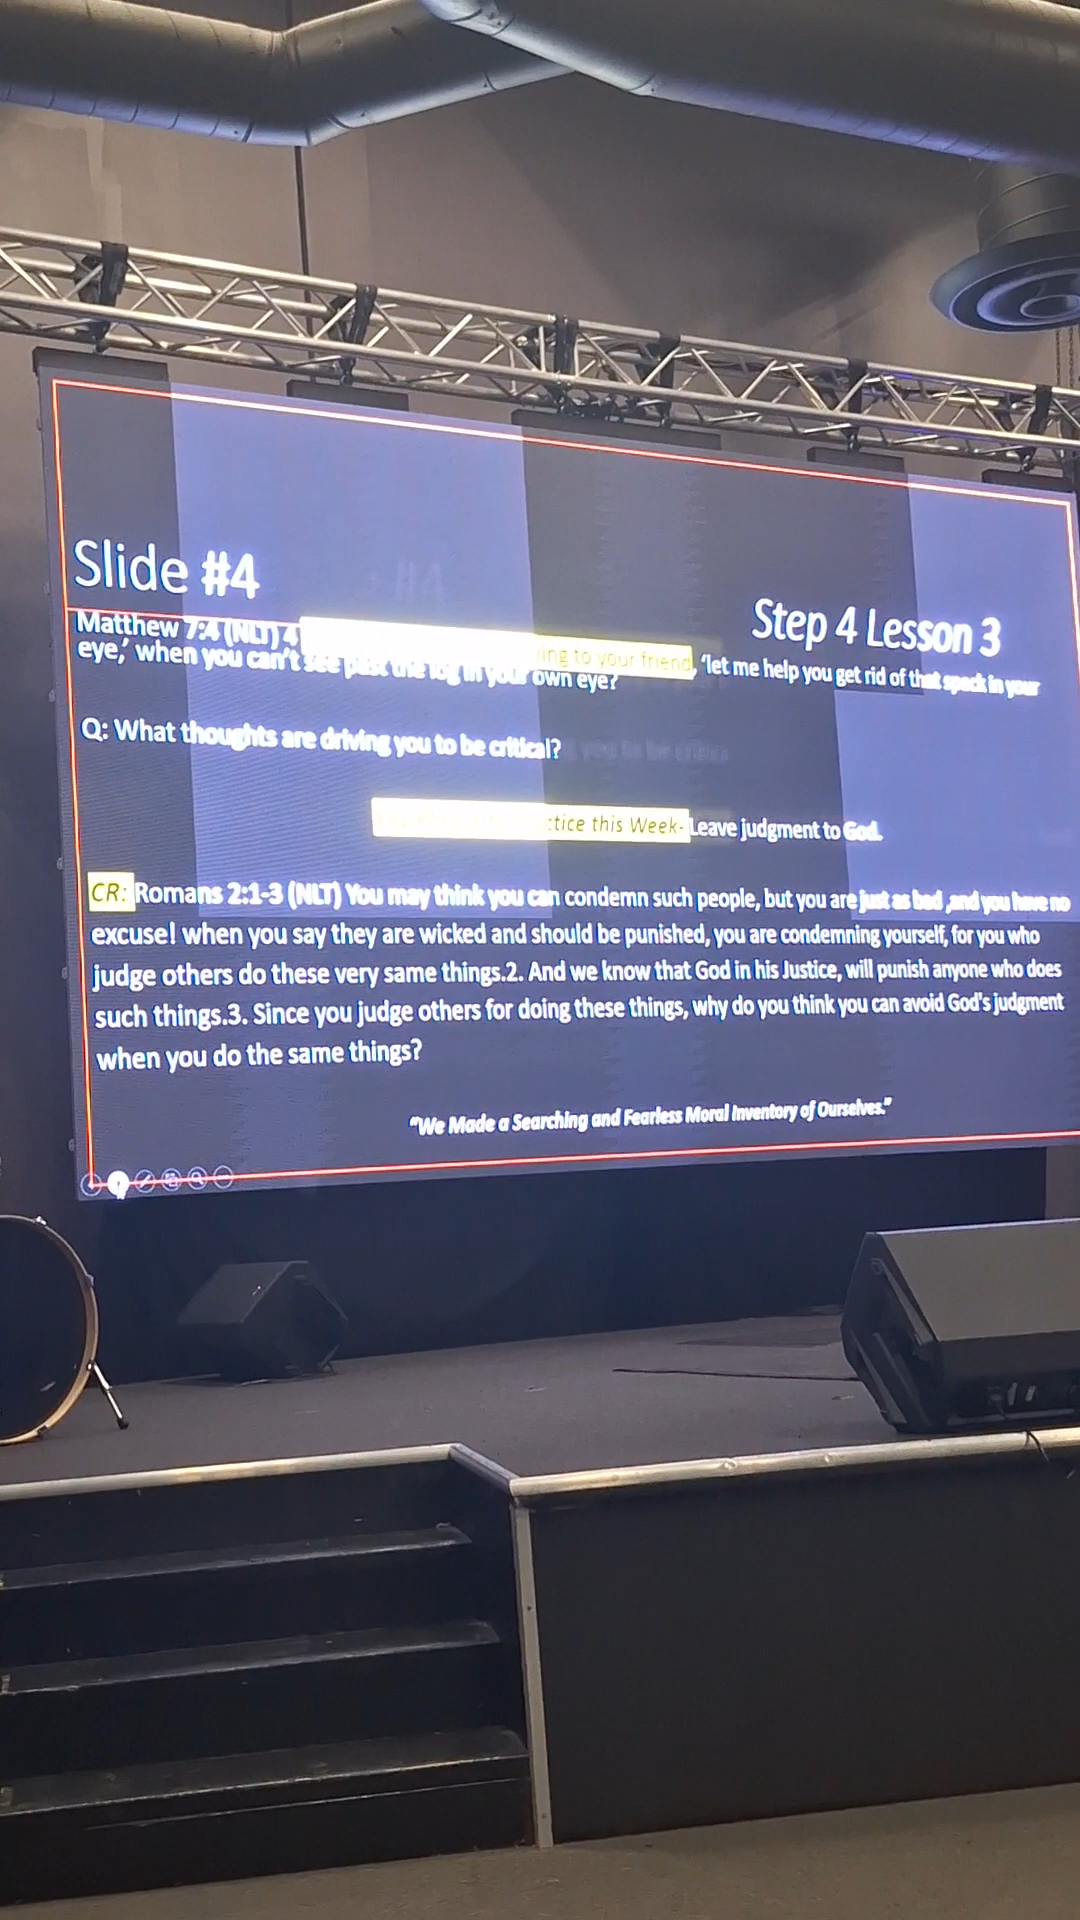 Slide #4
Step 4 Lesson 3
Matthew 7:4 (NLT) 4 ing to your friend, ‘let me help you get rid of that speck in your
eye,’ when you can’t see past the log in your own eye?
Q: What thoughts are driving you to be critical?
ctice this Week- Leave judgment to God.
CR: Romans 2:1-3 (NLT) You may think you can condemn such people, but you are just as bad ,and you have no
excuse! when you say they are wicked and should be punished, you are condemning yourself, for you who
judge others do these very same things.2. And we know that God in his Justice, will punish anyone who does
such things.3. Since you judge others for doing these things, why do you think you can avoid God's judgment
when you do the same things?
“We Made a Searching and Fearless Moral Inventory of Ourselves.”